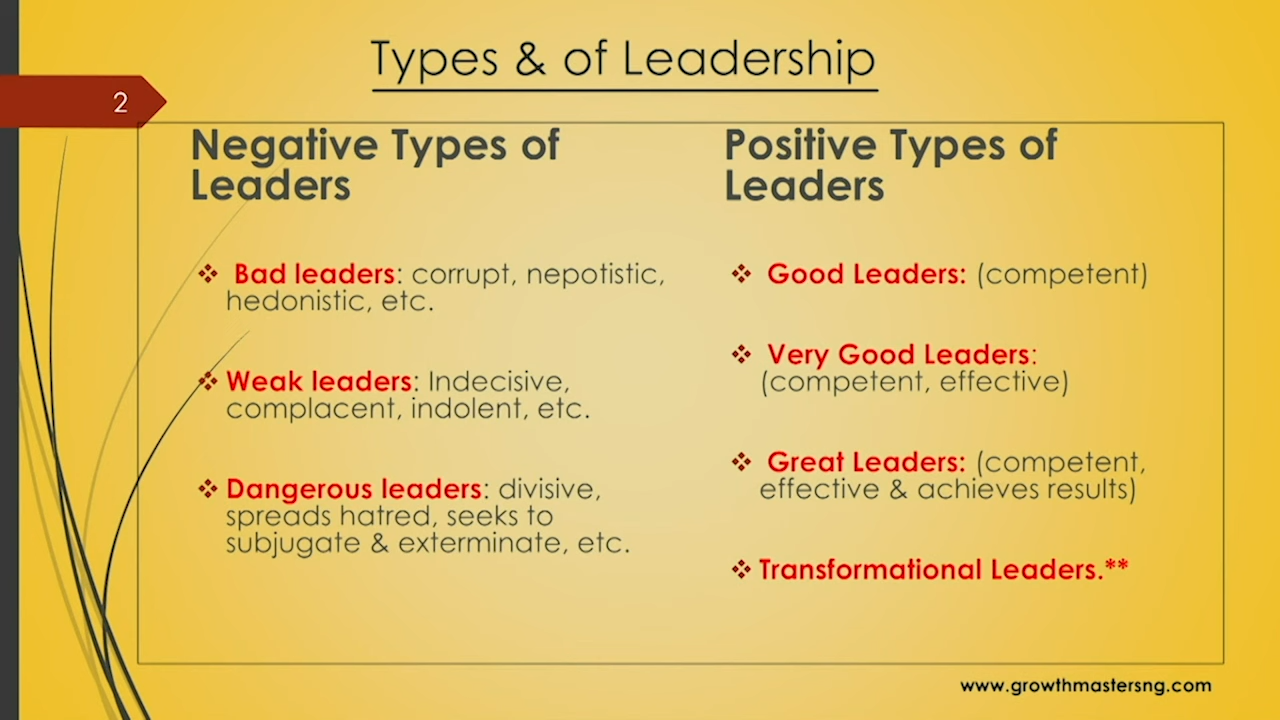 Types & of Leadership
2
Negative Types of
Leaders
Bad leaders: corrupt, nepotistic,
hedonistic, etc.
Weak leaders: Indecisive,
complacent, indolent, etc.
Dangerous leaders: divisive,
spreads hatred, seeks to
subjugate & exterminate, etc.
Positive Types of
Leaders
Good Leaders: (competent)
Very Good Leaders:
(competent, effective)
Great Leaders: (competent,
effective & achieves results)
Transformational Leaders.**
www.growthmastersng.com